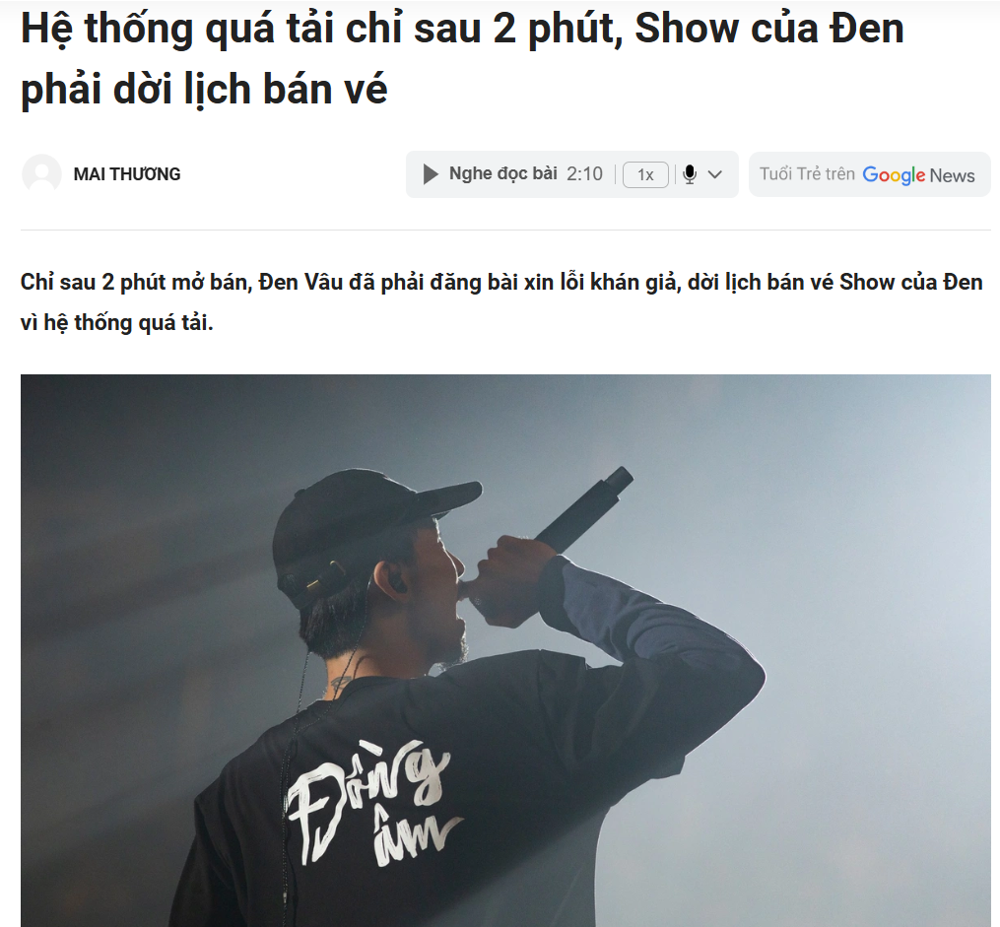 Hệ thống quá tải chỉ sau 2 phút, Show của Đen
phải dời lịch bán vé
MAI THƯƠNG
Nghe đọc bài 2:10 1x
Tuổi Trẻ trên Google News
Chỉ sau 2 phút mở bán, Đen Vâu đã phải đăng bài xin lỗi khán giả, dời lịch bán vé Show của Đen
vì hệ thống quá tải.
Đồng
âm